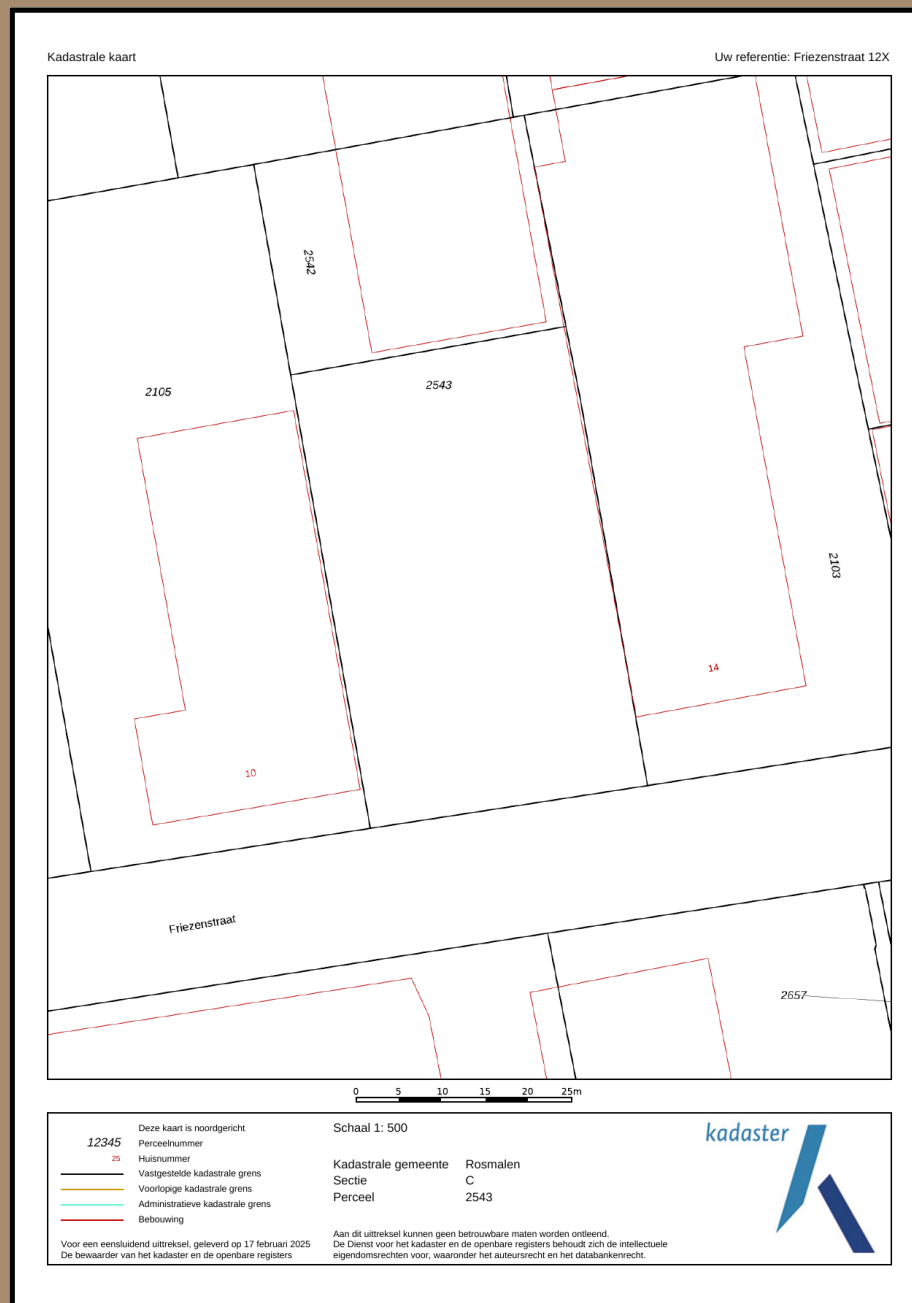 Kadastrale kaart
Uw referentie: Friezenstraat 12X
2542
2105
2543
2103
14
10
Friezenstraat
2657
0 5 10 15 20 25m
Deze kaart is noordgericht
12345 Perceelnummer
25 Huisnummer
Vastgestelde kadastrale grens
Voorlopige kadastrale grens
Administratieve kadastrale grens
Bebouwing
Voor een eensluidend uittreksel, geleverd op 17 februari 2025
De bewaarder van het kadaster en de openbare registers
Schaal 1: 500
Kadastrale gemeente Rosmalen
Sectie C
Perceel 2543
Aan dit uittreksel kunnen geen betrouwbare maten worden ontleend.
De Dienst voor het kadaster en de openbare registers behoudt zich de intellectuele
eigendomsrechten voor, waaronder het auteursrecht en het databankenrecht.
kadaster